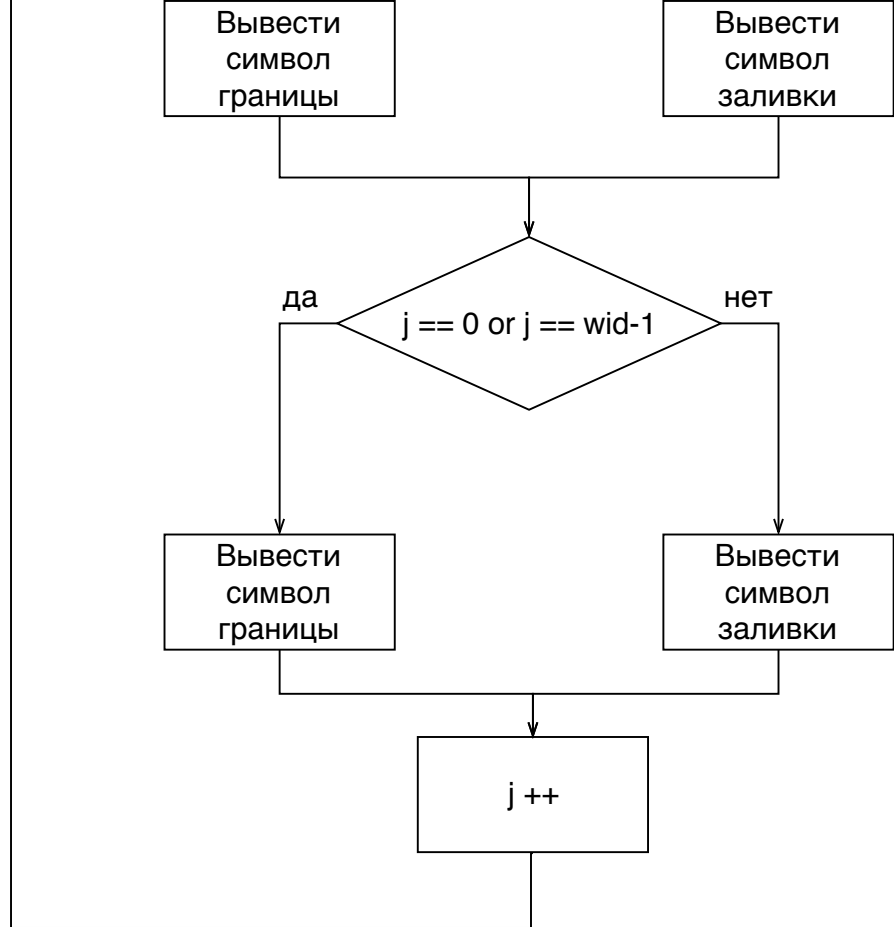 Вывести
символ
границы
Вывести
символ
заливки
да
нет
j == 0 or j == wid-1
Вывести
символ
границы
Вывести
символ
заливки
j ++